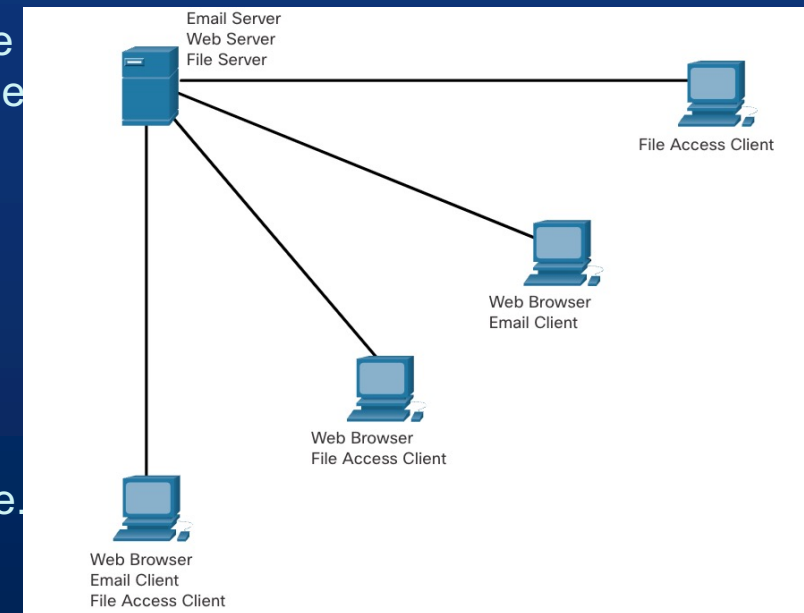 e
e
Email Server
Web Server
File Server
File Access Client
Web Browser
Email Client
Web Browser
File Access Client
e.
Web Browser
Email Client
File Access Client